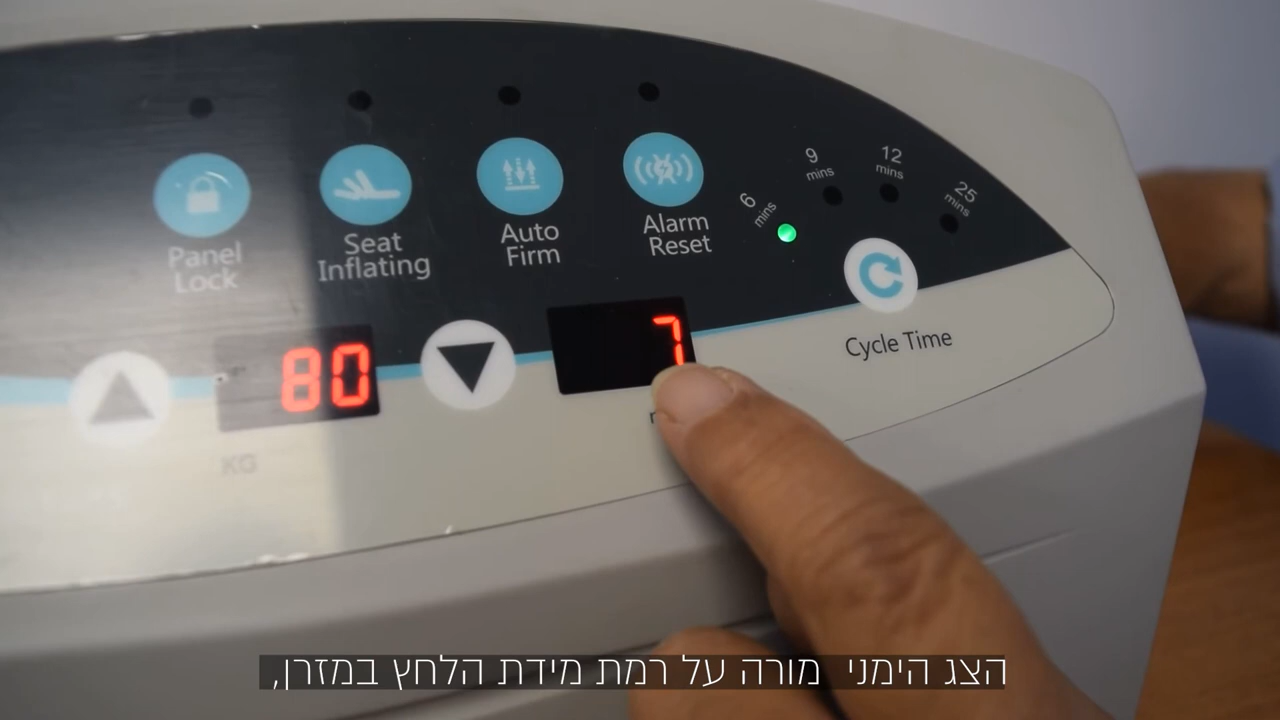 Panel
Lock
Seat
Inflating
Auto
Firm
Alarm
Reset
6
mins
9
mins
12
mins
25
mins
Cycle Time
80
7
KG
הצג הימני מורה על רמת מידת הלחץ במזרן,